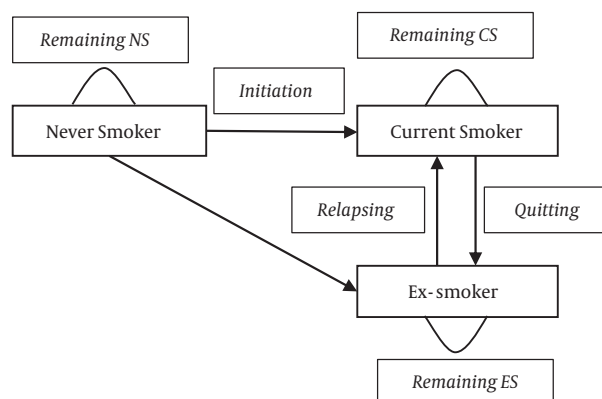 Remaining NS
Remaining CS
Initiation
Never Smoker
Current Smoker
Relapsing
Quitting
Ex-smoker
Remaining ES